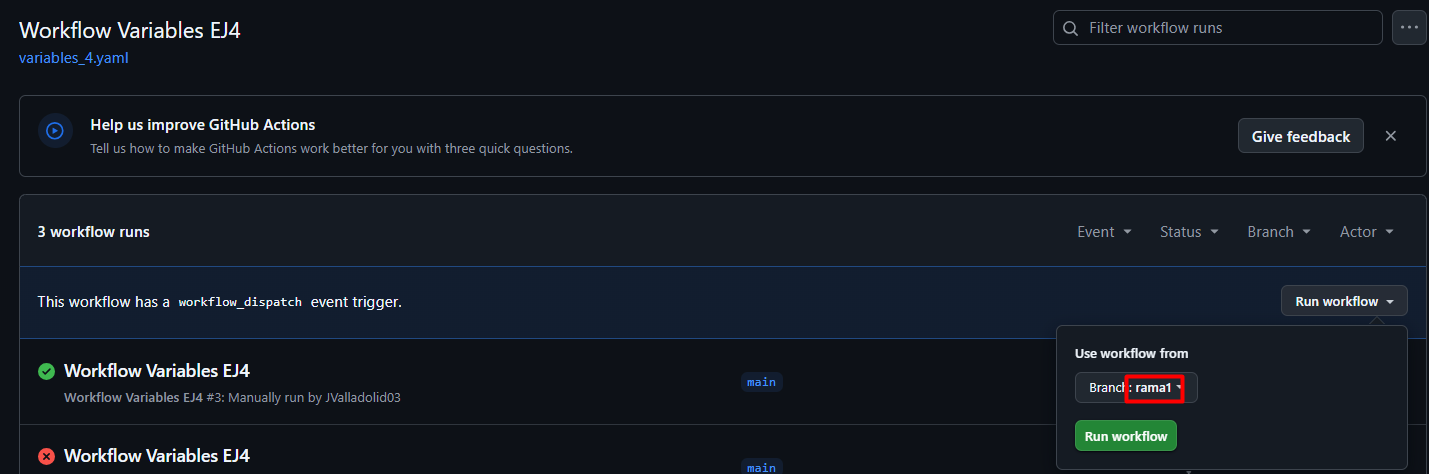 Workflow Variables EJ4
Filter workflow runs
variables_4.yaml
Help us improve GitHub Actions
Tell us how to make GitHub Actions work better for you with three quick questions.
Give feedback
3 workflow runs
Event
Status
Branch
Actor
This workflow has a workflow_dispatch event trigger.
Run workflow
Use workflow from
Branch: rama1
Run workflow
Workflow Variables EJ4
main
Workflow Variables EJ4 #3: Manually run by JValladolid03
Workflow Variables EJ4
main